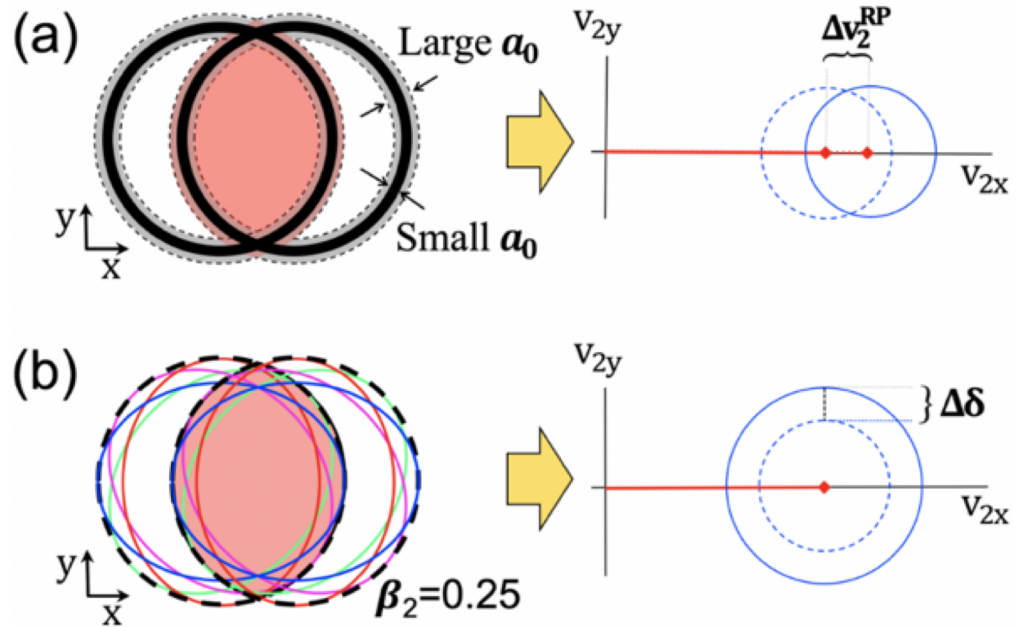 (a)
Large a₀
Small a₀
y
x
v₂y
Δv₂ᴿᴾ
v₂x
(b)
y
x
β₂=0.25
v₂y
} Δδ
v₂x